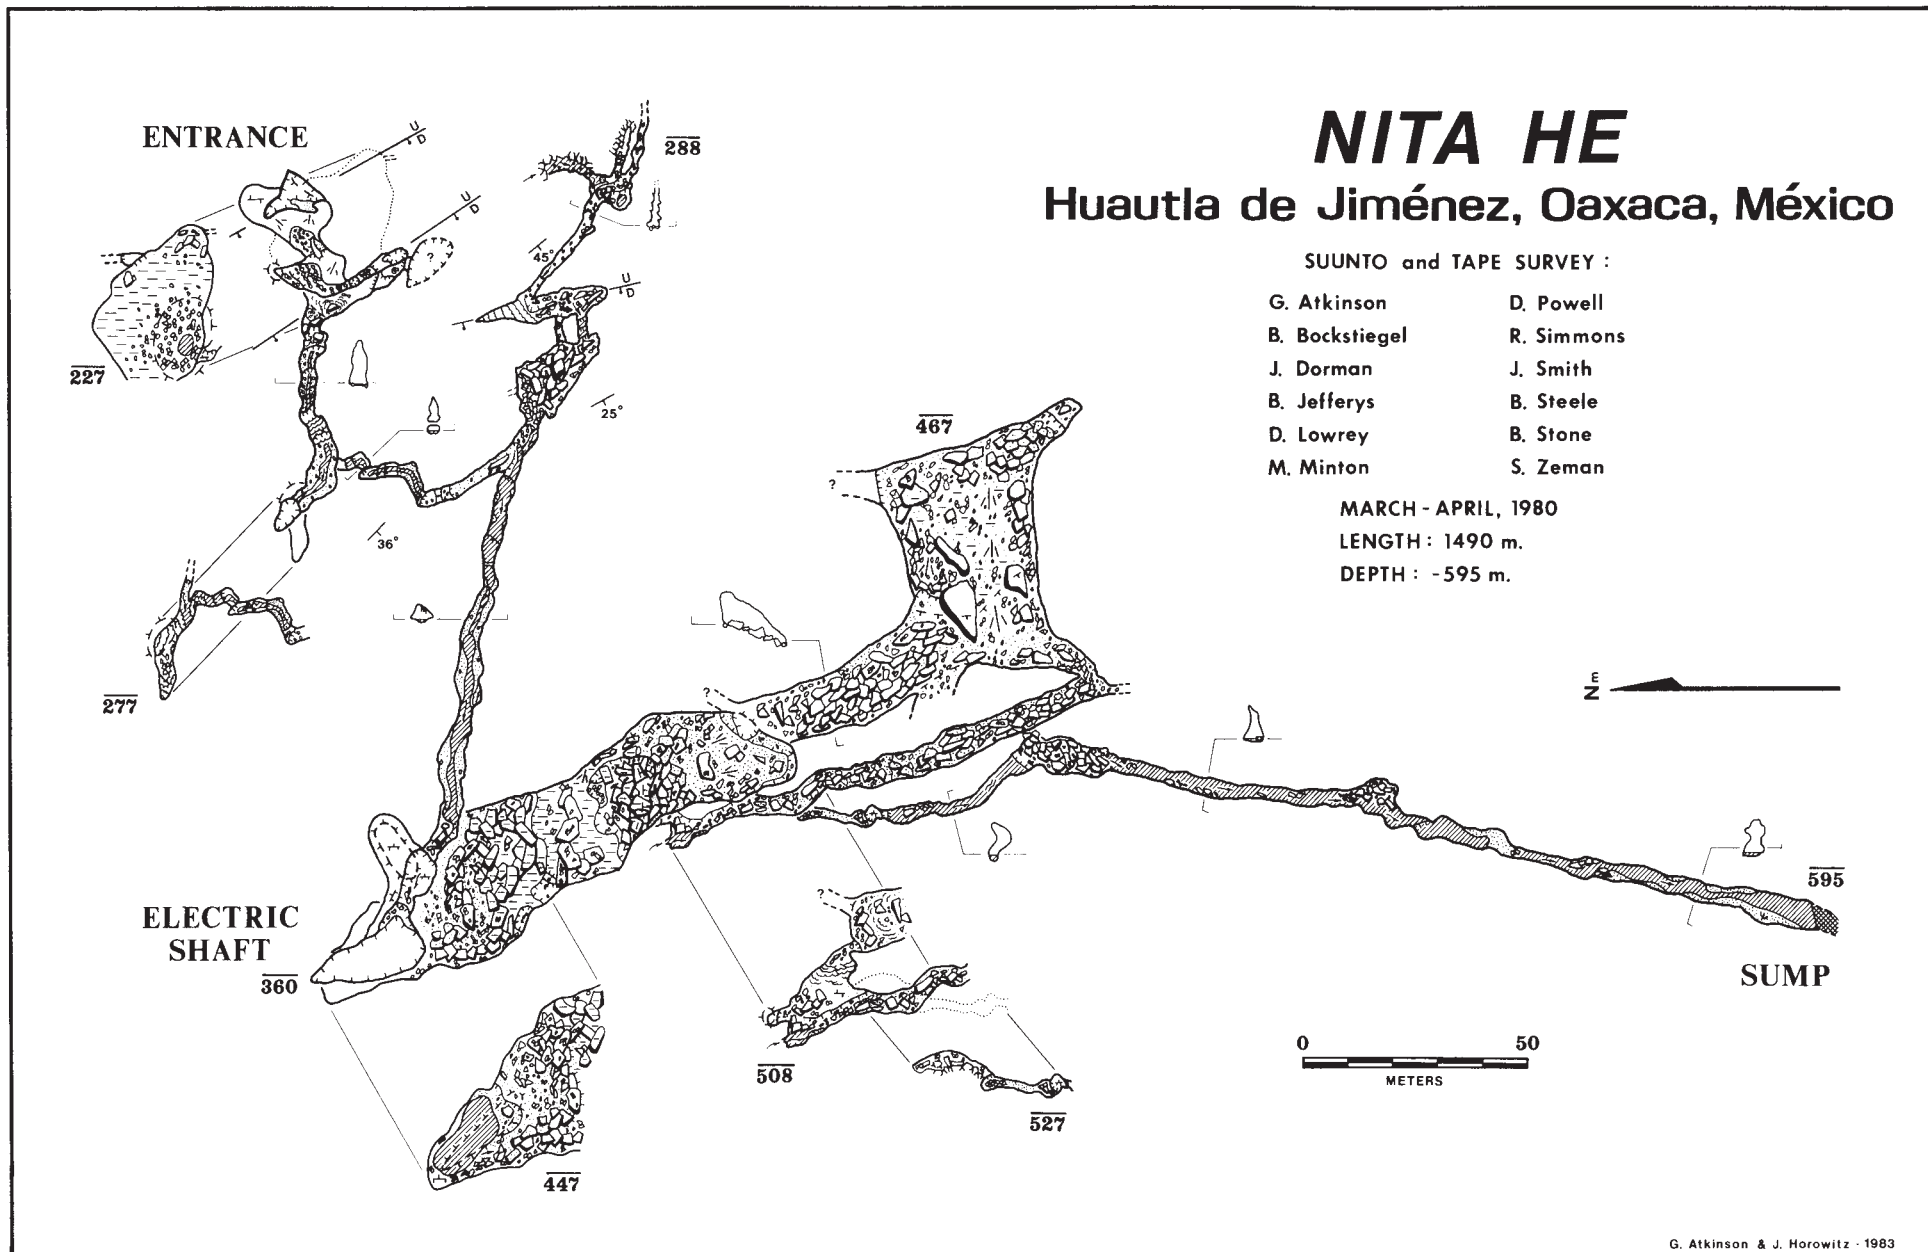 NITA HE
Huautla de Jiménez, Oaxaca, México
SUUNTO and TAPE SURVEY :
G. Atkinson
B. Bockstiegel
J. Dorman
B. Jefferys
D. Lowrey
M. Minton
D. Powell
R. Simmons
J. Smith
B. Steele
B. Stone
S. Zeman
MARCH - APRIL, 1980
LENGTH : 1490 m.
DEPTH : -595 m.
ENTRANCE
U
D
288
U
D
?
45°
U
D
227
25°
467
?
36°
277
?
N m
595
ELECTRIC
SHAFT
360
?
SUMP
0 50
METERS
508
527
447
G. Atkinson & J. Horowitz - 1983